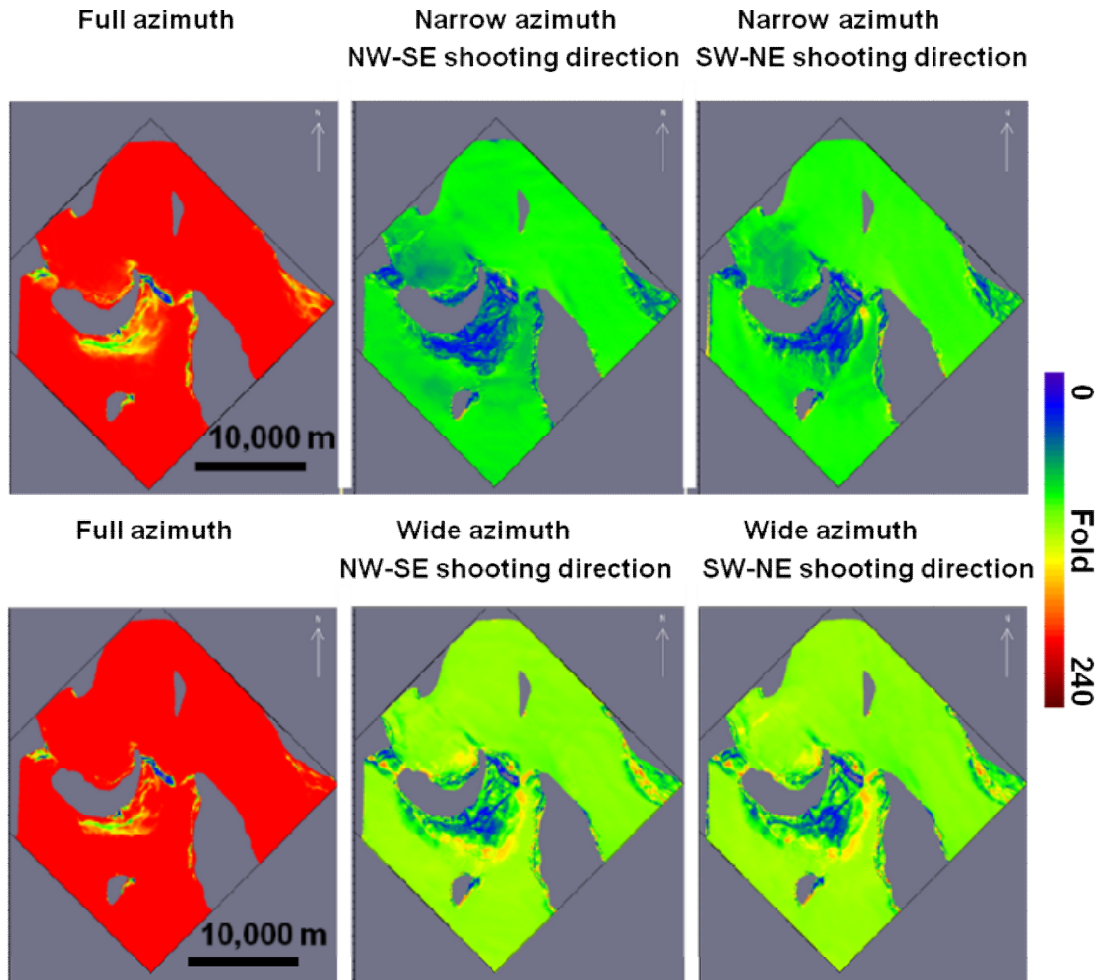 Full azimuth
Narrow azimuth
NW-SE shooting direction
Narrow azimuth
SW-NE shooting direction
N
N
N
10,000 m
0
Fold
240
Full azimuth
Wide azimuth
NW-SE shooting direction
Wide azimuth
SW-NE shooting direction
N
N
N
10,000 m